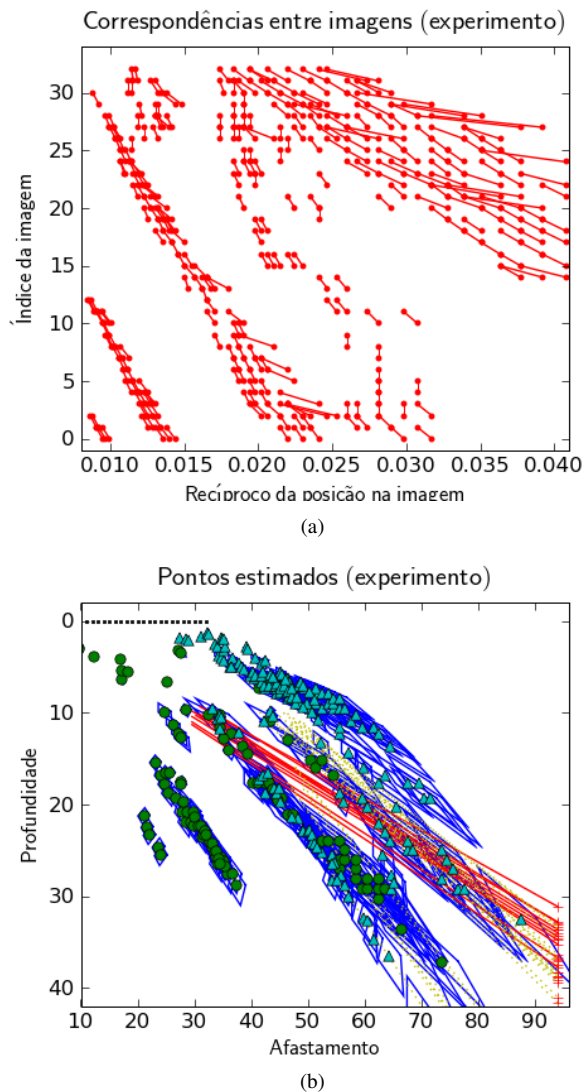 Correspondências entre imagens (experimento)
30
25
20
15
10
5
0
Índice da imagem
0.010 0.015 0.020 0.025 0.030 0.035 0.040
Recíproco da posição na imagem
(a)
Pontos estimados (experimento)
0
10
20
30
40
Profundidade
10 20 30 40 50 60 70 80 90
Afastamento
(b)